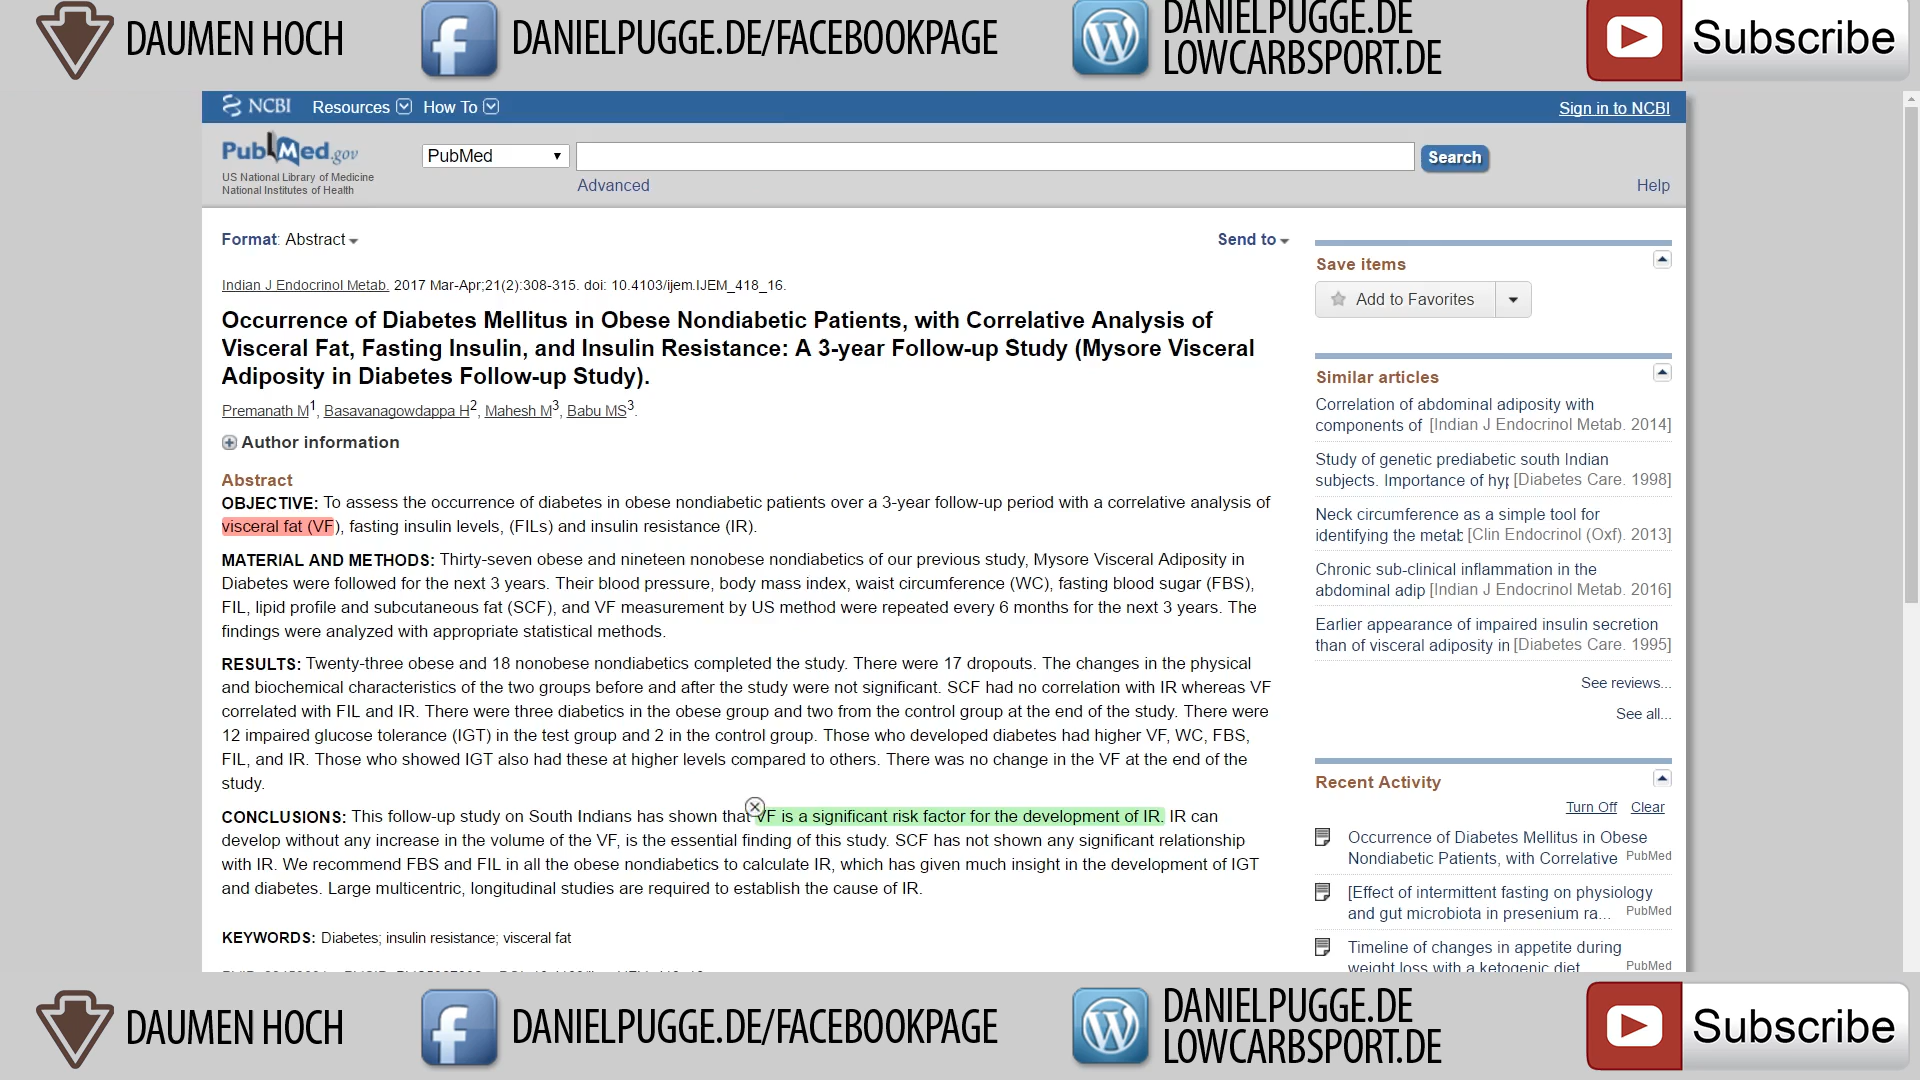 DAUMEN HOCH
DANIELPUGGE.DE/FACEBOOKPAGE
DANIELPUGGE.DE
LOWCARBSPORT.DE
Subscribe
NCBI Resources How To Sign in to NCBI
PubMed.gov
US National Library of Medicine
National Institutes of Health
PubMed
Search
Advanced
Help
Format: Abstract
Send to
Indian J Endocrinol Metab. 2017 Mar-Apr;21(2):308-315. doi: 10.4103/ijem.IJEM_418_16.
Occurrence of Diabetes Mellitus in Obese Nondiabetic Patients, with Correlative Analysis of
Visceral Fat, Fasting Insulin, and Insulin Resistance: A 3-year Follow-up Study (Mysore Visceral
Adiposity in Diabetes Follow-up Study).
Premanath M1, Basavanagowdappa H2, Mahesh M3, Babu MS3.
Author information
Abstract
OBJECTIVE: To assess the occurrence of diabetes in obese nondiabetic patients over a 3-year follow-up period with a correlative analysis of
visceral fat (VF), fasting insulin levels, (FILs) and insulin resistance (IR).
MATERIAL AND METHODS: Thirty-seven obese and nineteen nonobese nondiabetics of our previous study, Mysore Visceral Adiposity in
Diabetes were followed for the next 3 years. Their blood pressure, body mass index, waist circumference (WC), fasting blood sugar (FBS),
FIL, lipid profile and subcutaneous fat (SCF), and VF measurement by US method were repeated every 6 months for the next 3 years. The
findings were analyzed with appropriate statistical methods.
RESULTS: Twenty-three obese and 18 nonobese nondiabetics completed the study. There were 17 dropouts. The changes in the physical
and biochemical characteristics of the two groups before and after the study were not significant. SCF had no correlation with IR whereas VF
correlated with FIL and IR. There were three diabetics in the obese group and two from the control group at the end of the study. There were
12 impaired glucose tolerance (IGT) in the test group and 2 in the control group. Those who developed diabetes had higher VF, WC, FBS,
FIL, and IR. Those who showed IGT also had these at higher levels compared to others. There was no change in the VF at the end of the
study.
CONCLUSIONS: This follow-up study on South Indians has shown that VF is a significant risk factor for the development of IR. IR can
develop without any increase in the volume of the VF, is the essential finding of this study. SCF has not shown any significant relationship
with IR. We recommend FBS and FIL in all the obese nondiabetics to calculate IR, which has given much insight in the development of IGT
and diabetes. Large multicentric, longitudinal studies are required to establish the cause of IR.
KEYWORDS: Diabetes; insulin resistance; visceral fat
Save items
Add to Favorites
Similar articles
Correlation of abdominal adiposity with
components of [Indian J Endocrinol Metab. 2014]
Study of genetic prediabetic south Indian
subjects. Importance of hyp [Diabetes Care. 1998]
Neck circumference as a simple tool for
identifying the metab [Clin Endocrinol (Oxf). 2013]
Chronic sub-clinical inflammation in the
abdominal adip [Indian J Endocrinol Metab. 2016]
Earlier appearance of impaired insulin secretion
than of visceral adiposity in [Diabetes Care. 1995]
See reviews...
See all...
Recent Activity
Turn Off Clear
Occurrence of Diabetes Mellitus in Obese
Nondiabetic Patients, with Correlative PubMed
[Effect of intermittent fasting on physiology
and gut microbiota in presenium ra... PubMed
Timeline of changes in appetite during
weight loss with a ketogenic diet PubMed
DAUMEN HOCH
DANIELPUGGE.DE/FACEBOOKPAGE
DANIELPUGGE.DE
LOWCARBSPORT.DE
Subscribe